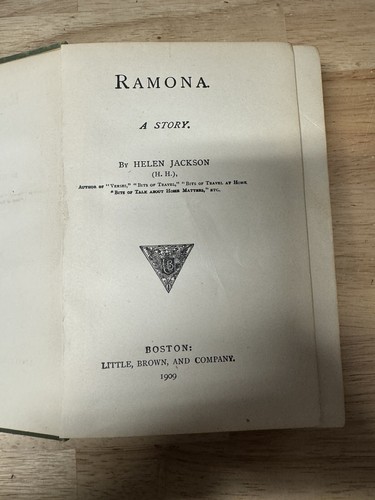 RAMONA.
A STORY.
BY HELEN JACKSON
(H. H.),
AUTHOR OF "VERSES," "BITS OF TRAVEL," "BITS OF TRAVEL AT HOME
"BITS OF TALK ABOUT HOME MATTERS," ETC.
BOSTON:
LITTLE, BROWN, AND COMPANY.
1909